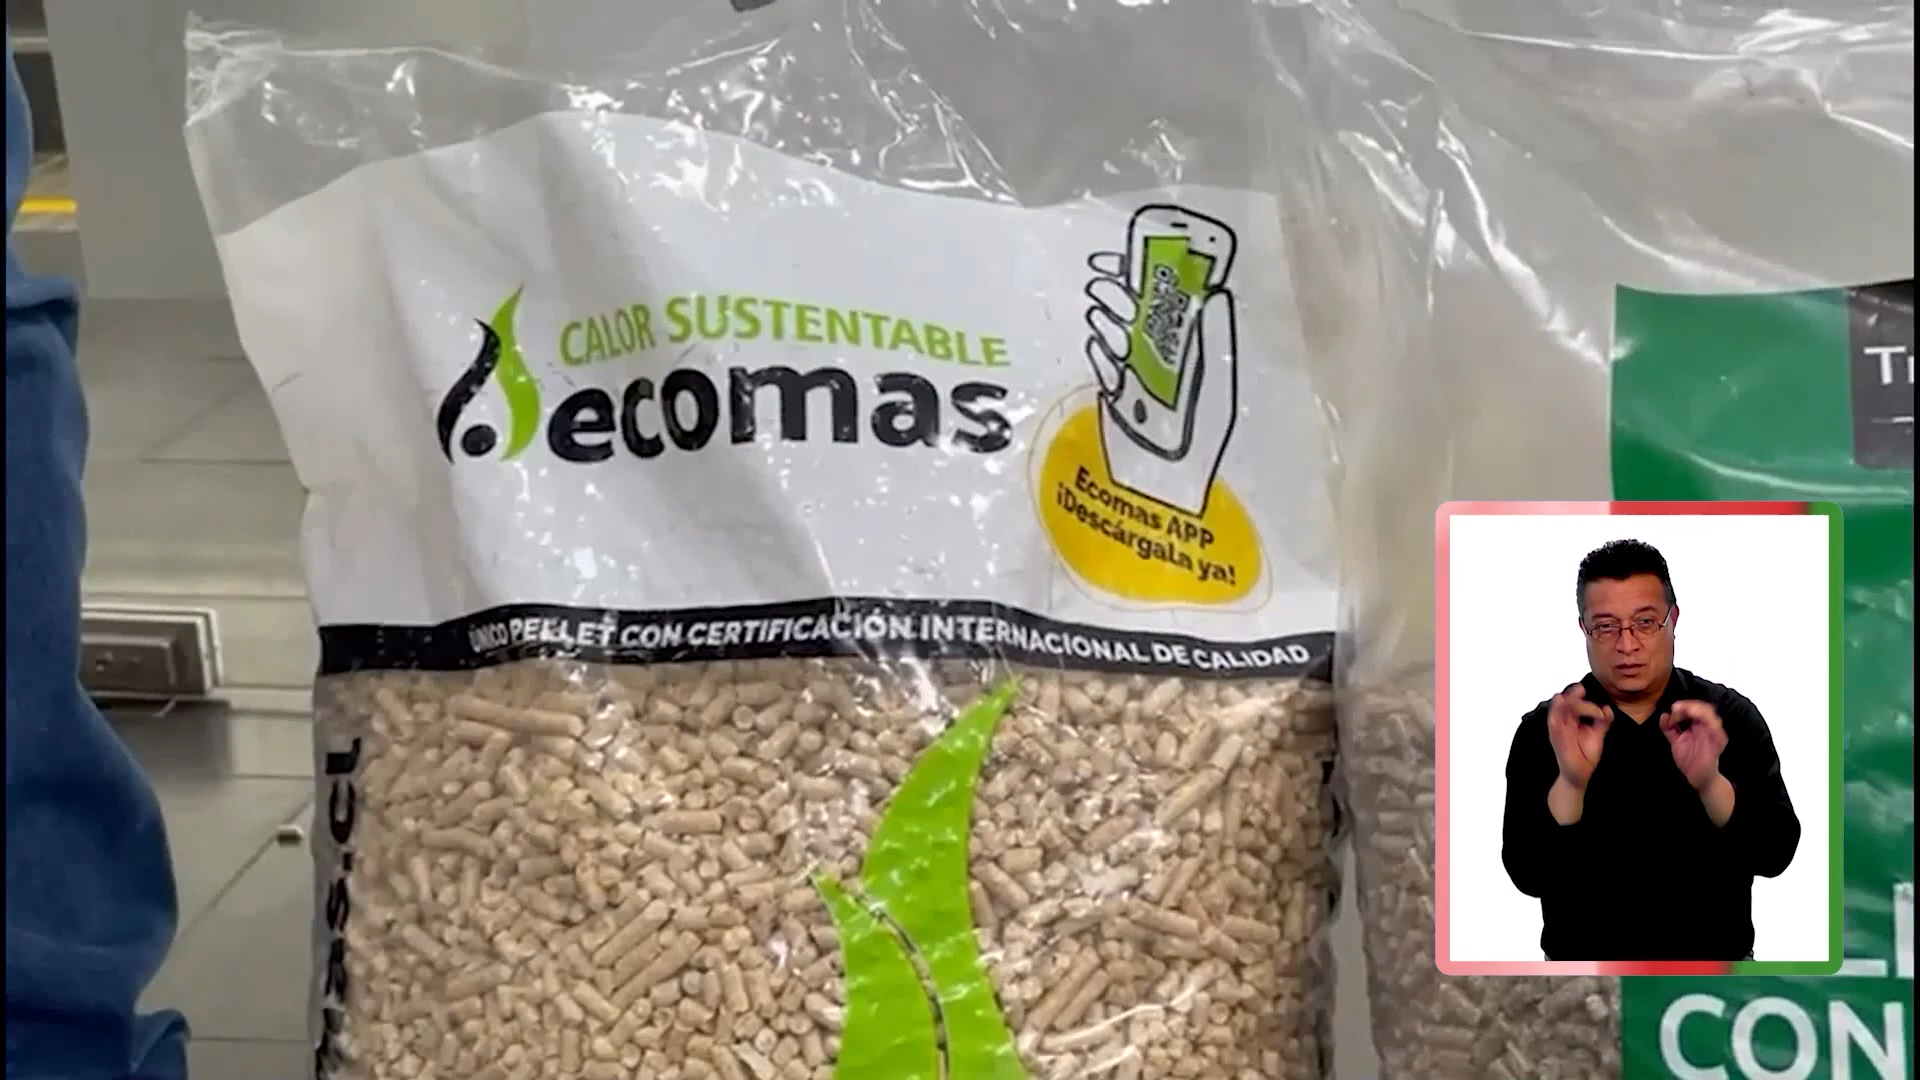 CALOR SUSTENTABLE
ecomas
Ecomas APP
¡Descárgala ya!
ÚNICO PELLET CON CERTIFICACIÓN INTERNACIONAL DE CALIDAD
CON